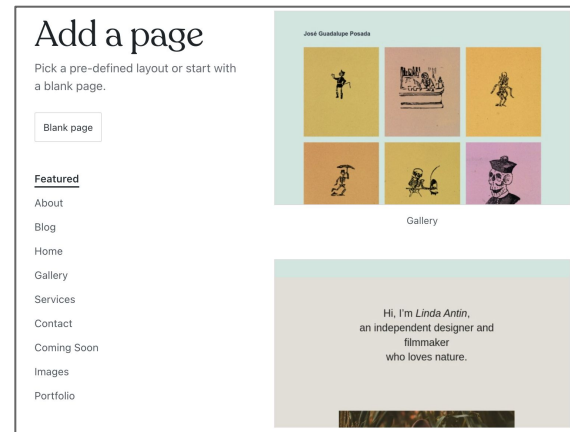 Add a page
Pick a pre-defined layout or start with
a blank page.
Blank page
Featured
About
Blog
Home
Gallery
Services
Contact
Coming Soon
Images
Portfolio
José Guadalupe Posada
Gallery
Hi, I'm Linda Antin,
an independent designer and
filmmaker
who loves nature.